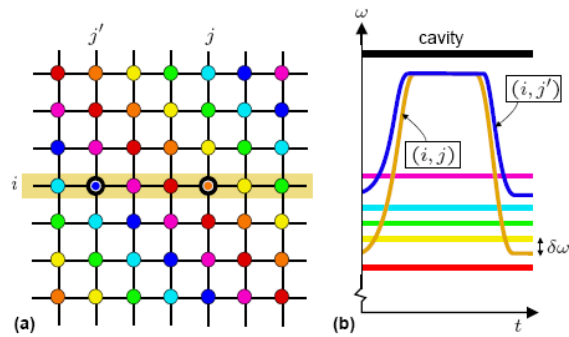 j′
j
i
(a)
ω
cavity
(i, j′)
(i, j)
δω
t
(b)